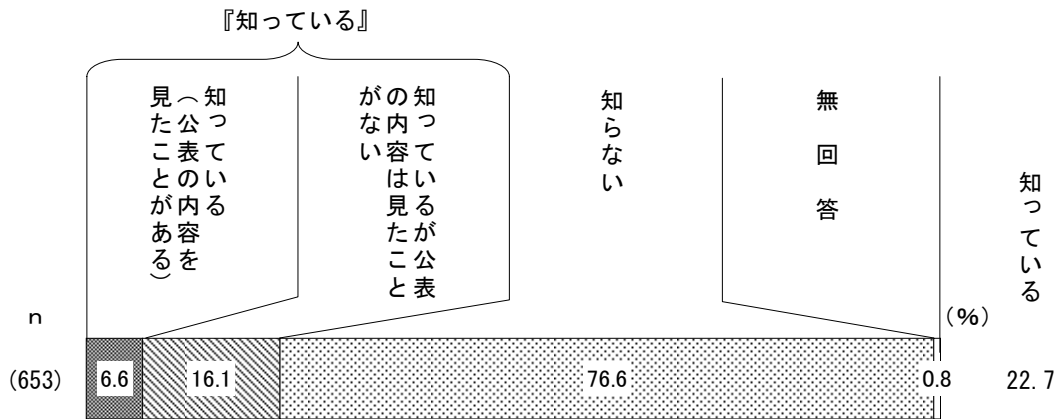 『知っている』
知っている
（公表の内容を
見たことがある）
知っているが公表
の内容は見たこと
がない
知らない
無回答
知っている
n
（%）
(653)
6.6
16.1
76.6
0.8
22.7